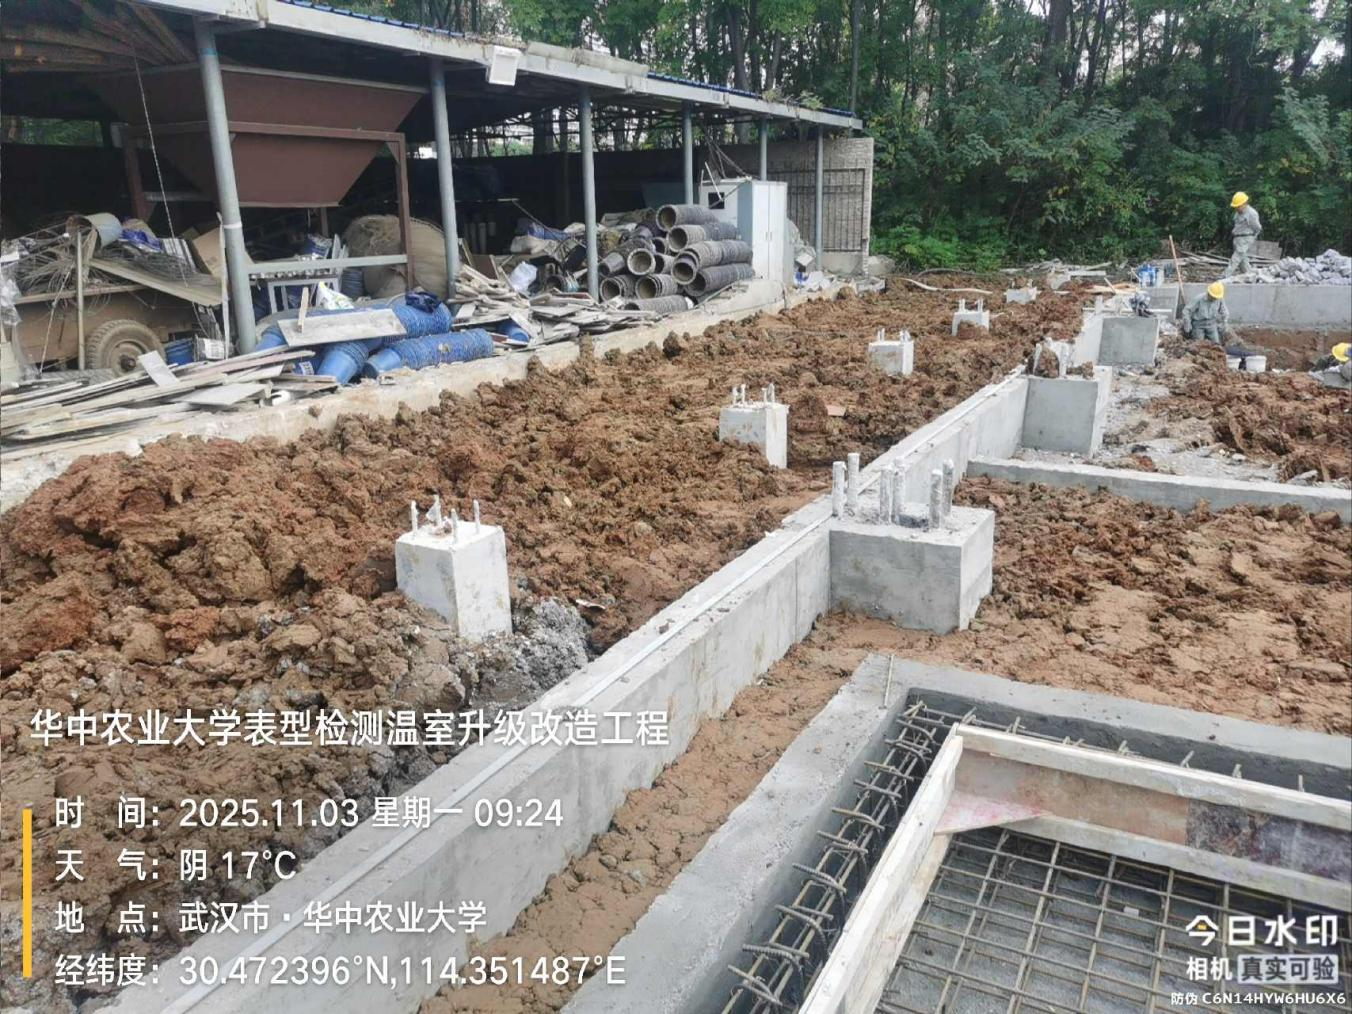 华中农业大学表型检测温室升级改造工程
时 间：2025.11.03 星期一 09:24
天 气：阴 17°C
地 点：武汉市·华中农业大学
经纬度：30.472396°N,114.351487°E
今日水印
相机 真实可验
防伪 C6N14HYW6HU6X6